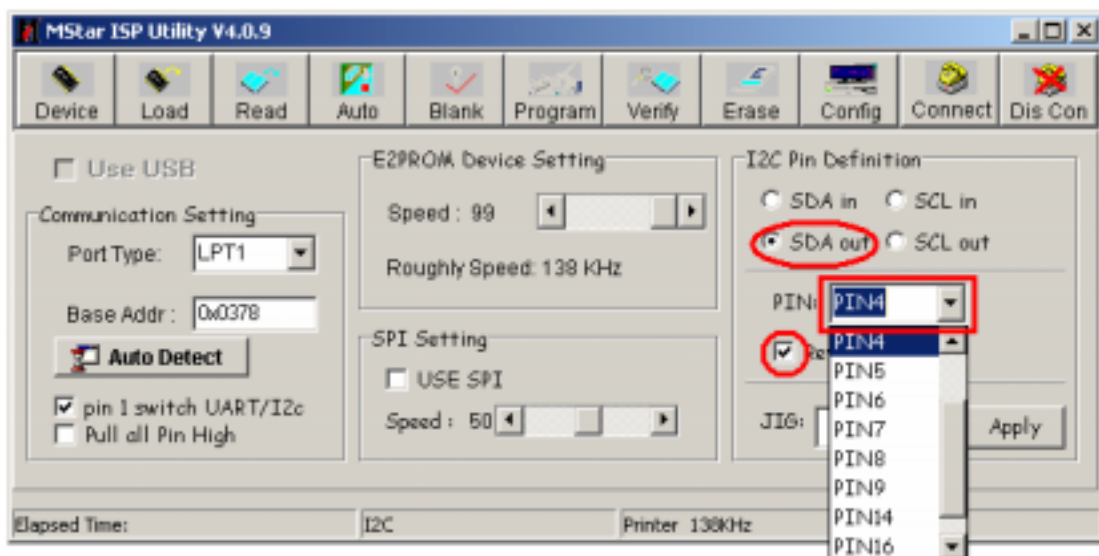 MStar ISP Utility V4.0.9
Device Load Read Auto Blank Program Verify Erase Config Connect Dis Con
Use USB
Communication Setting
Port Type: LPT1
Base Addr : 0x0378
Auto Detect
pin 1 switch UART/I2c
Pull all Pin High
E2PROM Device Setting
Speed : 99
Roughly Speed: 138 KHz
SPI Setting
USE SPI
Speed : 50
I2C Pin Definition
SDA in SCL in
SDA out SCL out
PIN: PIN4
PIN4
PIN5
PIN6
PIN7
PIN8
PIN9
PIN14
PIN16
JIG:
Apply
Elapsed Time: I2C Printer 138KHz